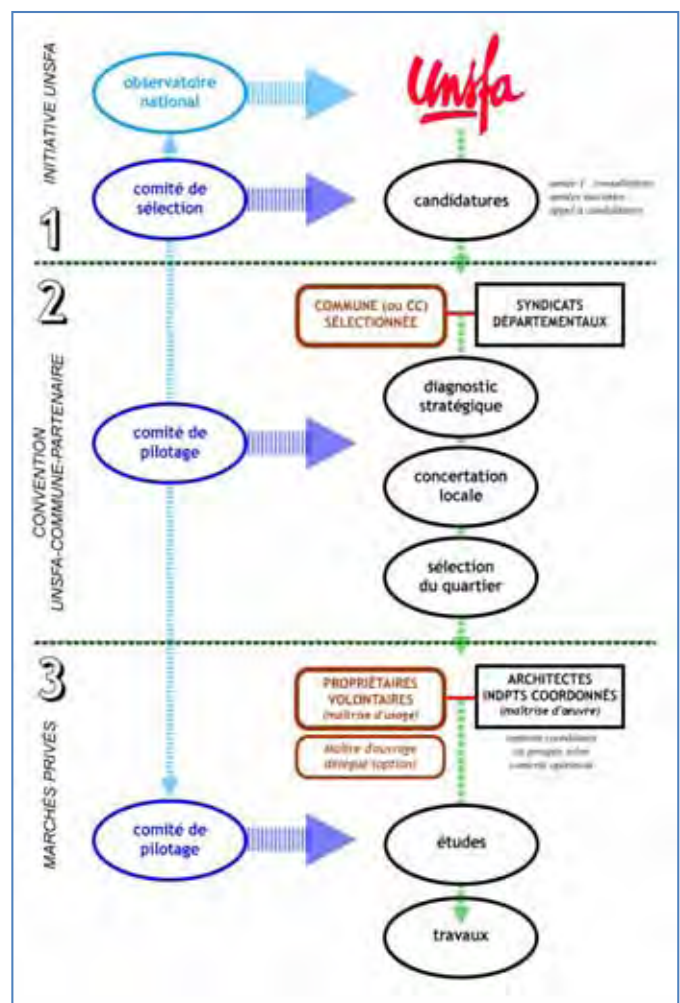 INITIATIVE UNSFA
1
observatoire
national
unsfa
comité de
sélection
candidatures
appel à candidatures
2
CONVENTION
UNSFA-COMMUNE-PARTENAIRE
COMMUNE (ou CC)
SÉLECTIONNÉE
SYNDICATS
DÉPARTEMENTAUX
diagnostic
stratégique
comité de
pilotage
concertation
locale
sélection
du quartier
3
MARCHÉS PRIVÉS
PROPRIÉTAIRES
VOLONTAIRES
(maîtrise d'usage)
ARCHITECTES
INDPTS COORDONNÉS
(maîtrise d'œuvre)
Maître d'ouvrage
délégué (option)
comité de
pilotage
études
travaux